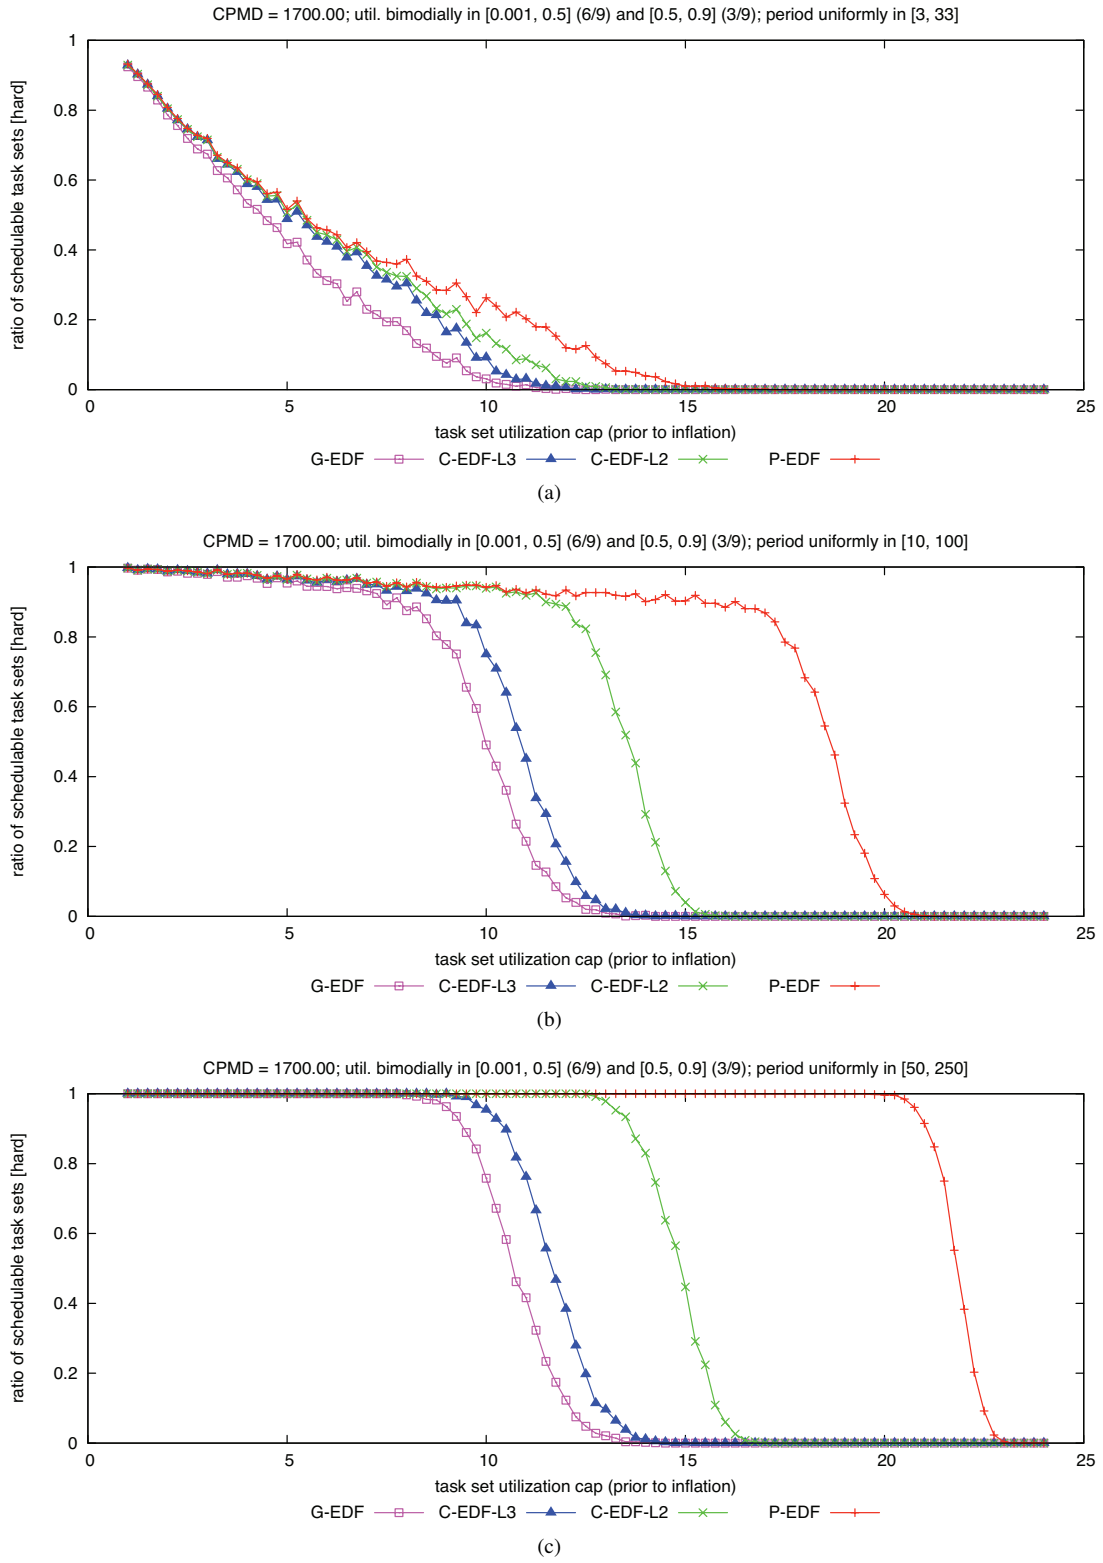 CPMD = 1700.00; util. bimodially in [0.001, 0.5] (6/9) and [0.5, 0.9] (3/9); period uniformly in [3, 33]
ratio of schedulable task sets [hard]
1
0.8
0.6
0.4
0.2
0
0 5 10 15 20 25
task set utilization cap (prior to inflation)
G-EDF C-EDF-L3 C-EDF-L2 P-EDF
(a)
CPMD = 1700.00; util. bimodially in [0.001, 0.5] (6/9) and [0.5, 0.9] (3/9); period uniformly in [10, 100]
ratio of schedulable task sets [hard]
1
0.8
0.6
0.4
0.2
0
0 5 10 15 20 25
task set utilization cap (prior to inflation)
G-EDF C-EDF-L3 C-EDF-L2 P-EDF
(b)
CPMD = 1700.00; util. bimodially in [0.001, 0.5] (6/9) and [0.5, 0.9] (3/9); period uniformly in [50, 250]
ratio of schedulable task sets [hard]
1
0.8
0.6
0.4
0.2
0
0 5 10 15 20 25
task set utilization cap (prior to inflation)
G-EDF C-EDF-L3 C-EDF-L2 P-EDF
(c)